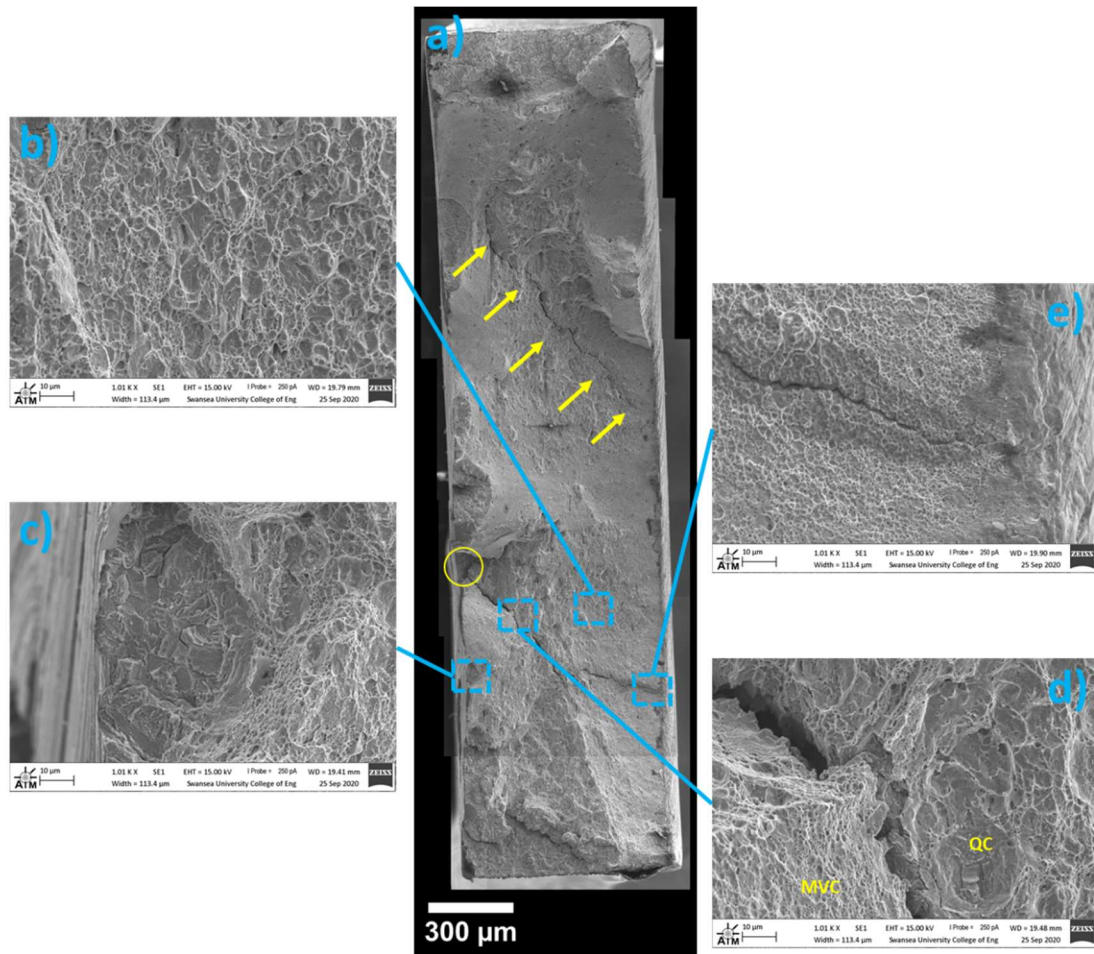 a)
300 µm
b)
10 µm
ATM
1.01 K X SE1 EHT = 15.00 kV I Probe = 250 pA WD = 19.79 mm
Width = 113.4 µm Swansea University College of Eng 25 Sep 2020
ZEISS
c)
10 µm
ATM
1.01 K X SE1 EHT = 15.00 kV I Probe = 250 pA WD = 19.41 mm
Width = 113.4 µm Swansea University College of Eng 25 Sep 2020
ZEISS
e)
10 µm
ATM
1.01 K X SE1 EHT = 15.00 kV I Probe = 250 pA WD = 19.90 mm
Width = 113.4 µm Swansea University College of Eng 25 Sep 2020
ZEISS
d)
QC
MVC
10 µm
ATM
1.01 K X SE1 EHT = 15.00 kV I Probe = 250 pA WD = 19.48 mm
Width = 113.4 µm Swansea University College of Eng 25 Sep 2020
ZEISS